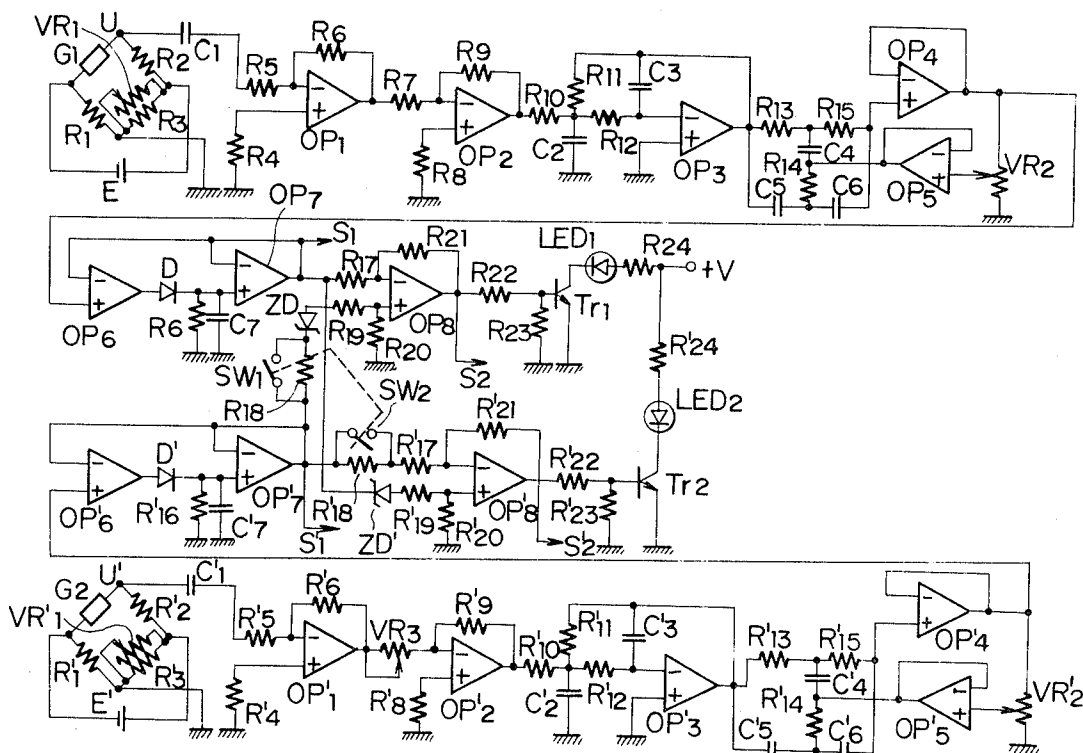 VR1 U C1 R6 R9
G1 R2 R5 R7 R10 R11 C3 OP4
R1 R3 R4 OP1 R8 OP2 C2 R12 OP3 R13 R15
R14 C4 C5 C6 OP5 VR2
E
OP7
S1 R21 LED1 R24 +V
D R17 R22 Tr1
OP6 R6 C7 ZD R19 R20 OP8 R23 S2 R'24
SW1 R18 SW2 LED2
D' R'17 R'21
OP'6 R'16 C'7 OP'7 R'18 R'19 R'20 OP'8 R'22 R'23 Tr2
S'1 ZD' S'2
G2 U' C'1 R'6 R'9
VR'1 R'2 R'5 VR3 R'10 R'11 C'3 OP'4
R'1 R'3 R'4 OP'1 R'8 OP'2 C'2 R'12 OP'3 R'13 R'15
E' R'14 C'4 C'5 C'6 OP'5 VR'2